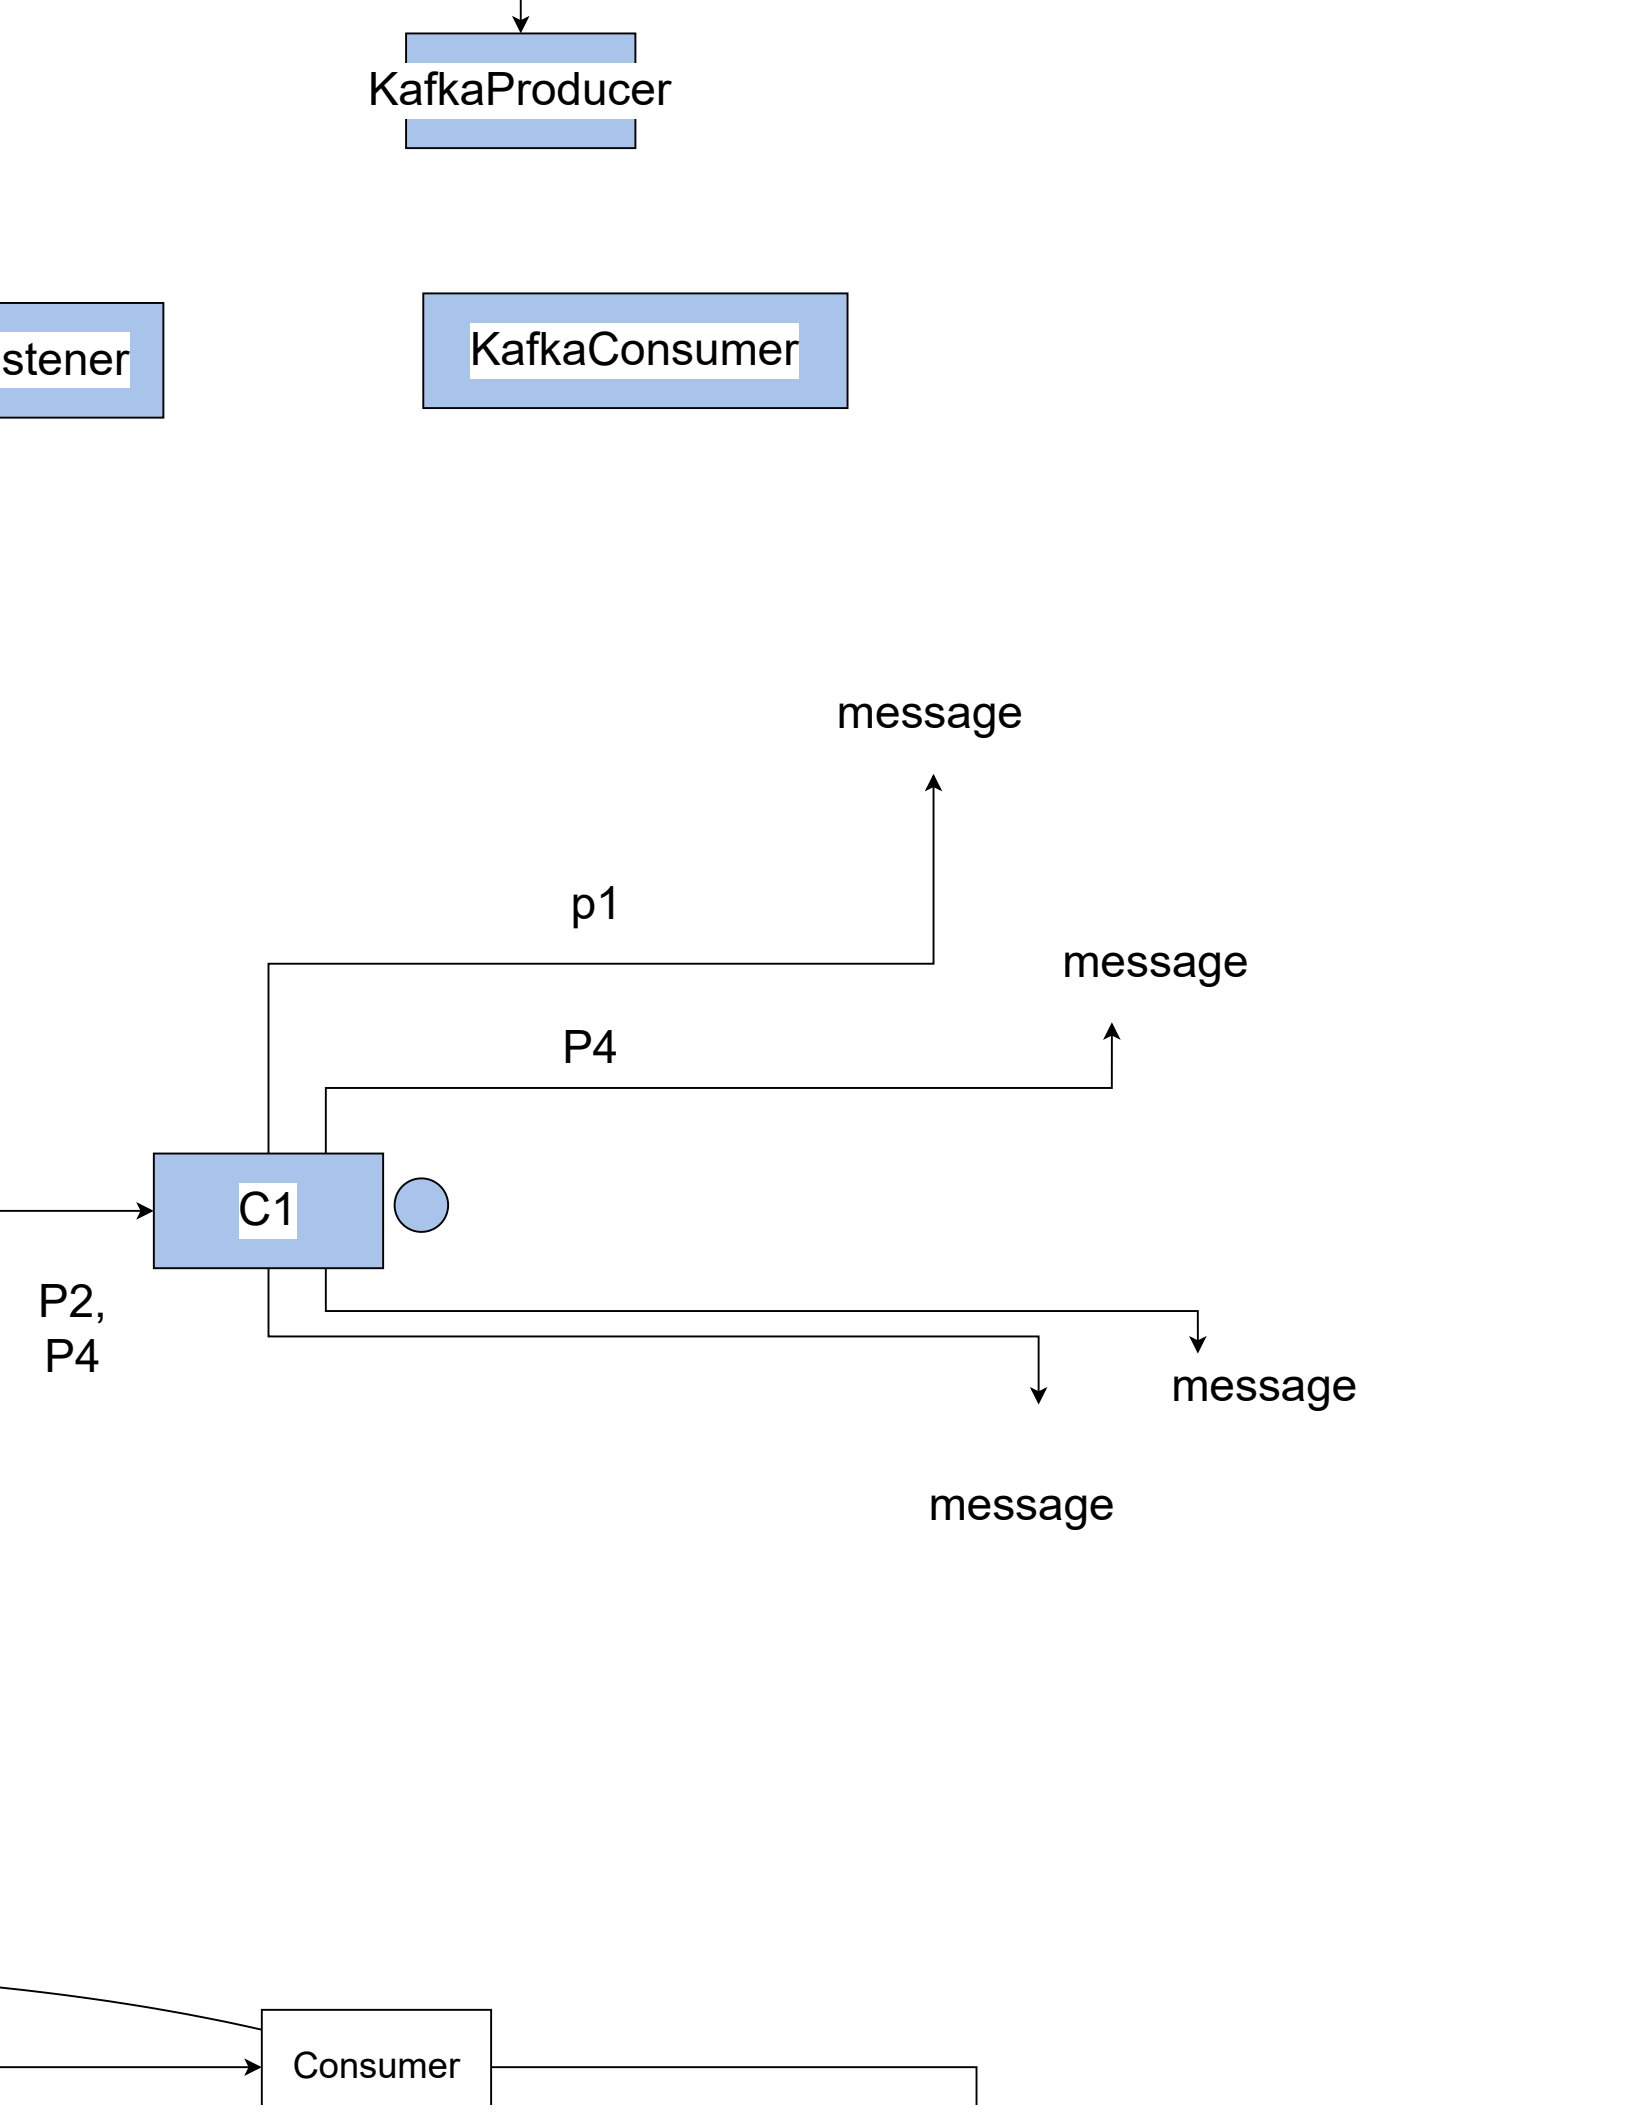 KafkaProducer
stener
KafkaConsumer
message
p1
message
P4
C1
P2,
P4
message
message
Consumer